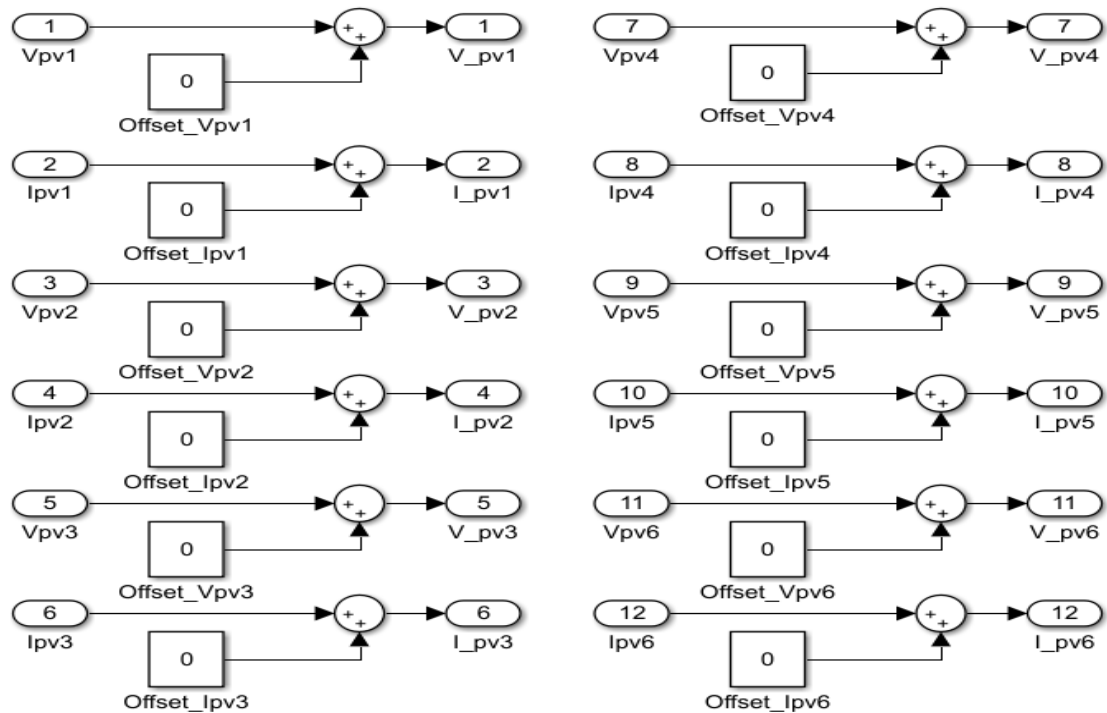 1
Vpv1
0
Offset_Vpv1
+
+
1
V_pv1
2
Ipv1
0
Offset_Ipv1
+
+
2
I_pv1
3
Vpv2
0
Offset_Vpv2
+
+
3
V_pv2
4
Ipv2
0
Offset_Ipv2
+
+
4
I_pv2
5
Vpv3
0
Offset_Vpv3
+
+
5
V_pv3
6
Ipv3
0
Offset_Ipv3
+
+
6
I_pv3
7
Vpv4
0
Offset_Vpv4
+
+
7
V_pv4
8
Ipv4
0
Offset_Ipv4
+
+
8
I_pv4
9
Vpv5
0
Offset_Vpv5
+
+
9
V_pv5
10
Ipv5
0
Offset_Ipv5
+
+
10
I_pv5
11
Vpv6
0
Offset_Vpv6
+
+
11
V_pv6
12
Ipv6
0
Offset_Ipv6
+
+
12
I_pv6